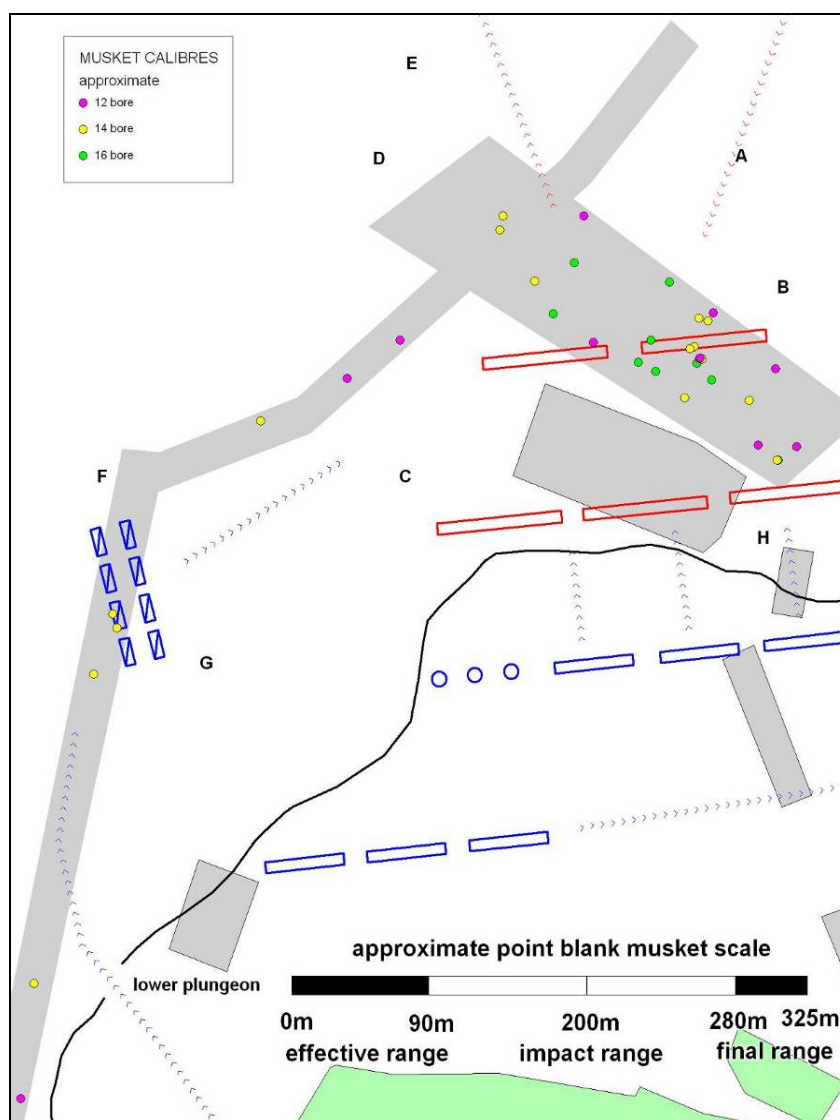 MUSKET CALIBRES
approximate
12 bore
14 bore
16 bore
E
D
A
B
F
C
H
G
approximate point blank musket scale
lower plungeon
0m 90m 200m 280m 325m
effective range impact range final range